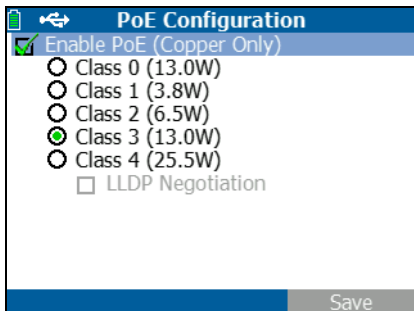 PoE Configuration
Enable PoE (Copper Only)
Class 0 (13.0W)
Class 1 (3.8W)
Class 2 (6.5W)
Class 3 (13.0W)
Class 4 (25.5W)
LLDP Negotiation
Save